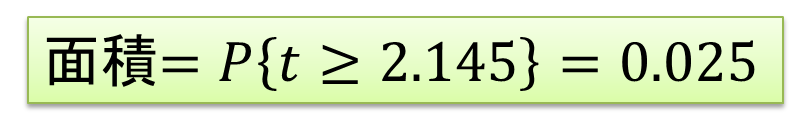 面積= P{t ≥ 2.145} = 0.025